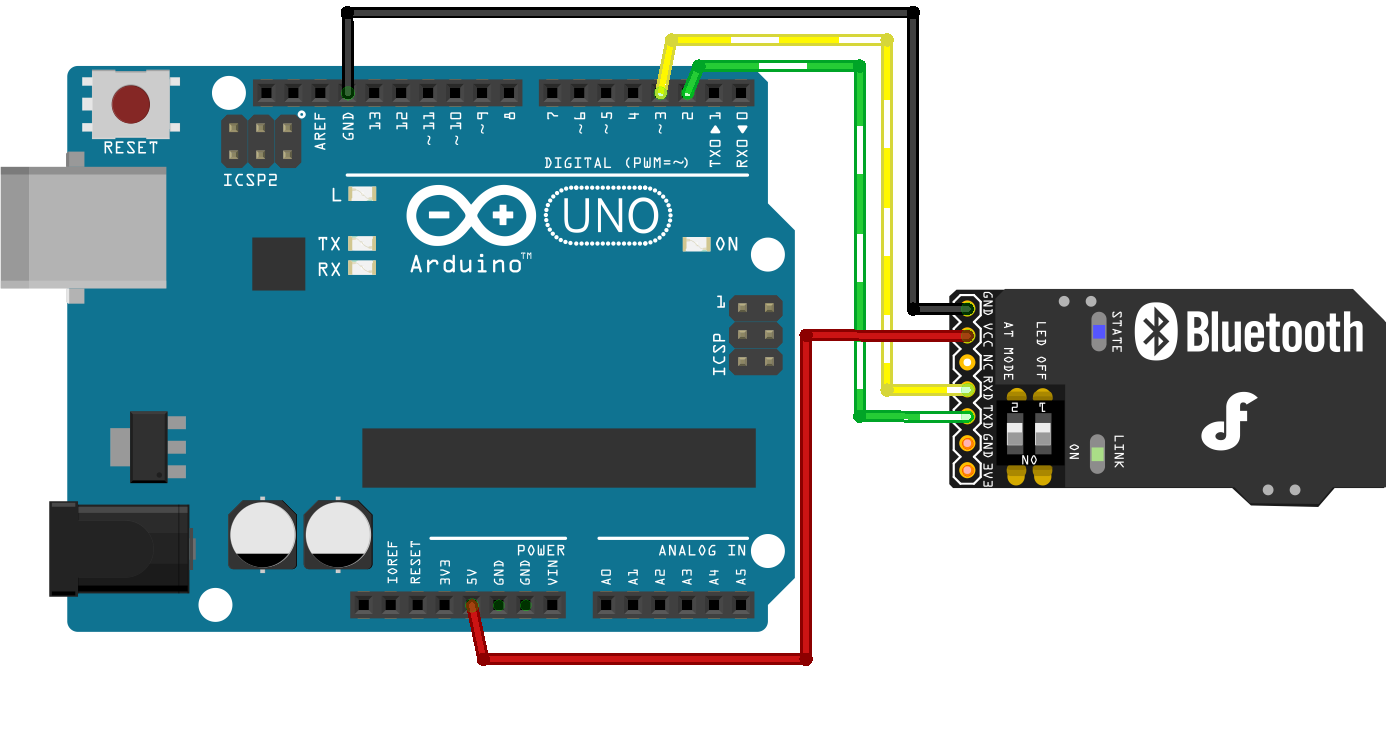 RESET
ICSP2
AREF
GND
13
12
~11
~10
~9
8
7
~6
~5
4
~3
2
TX0▶1
RX0◀0
DIGITAL (PWM=~)
L
TX
RX
Arduino™
UNO
ON
1
ICSP
IOREF
RESET
3V3
5V
GND
GND
VIN
POWER
ANALOG IN
A0
A1
A2
A3
A4
A5
GND
VCC
NC
RXD
TXD
GND
3V3
AT MODE
LED OFF
2 1
ON
ON
STATE
LINK
Bluetooth